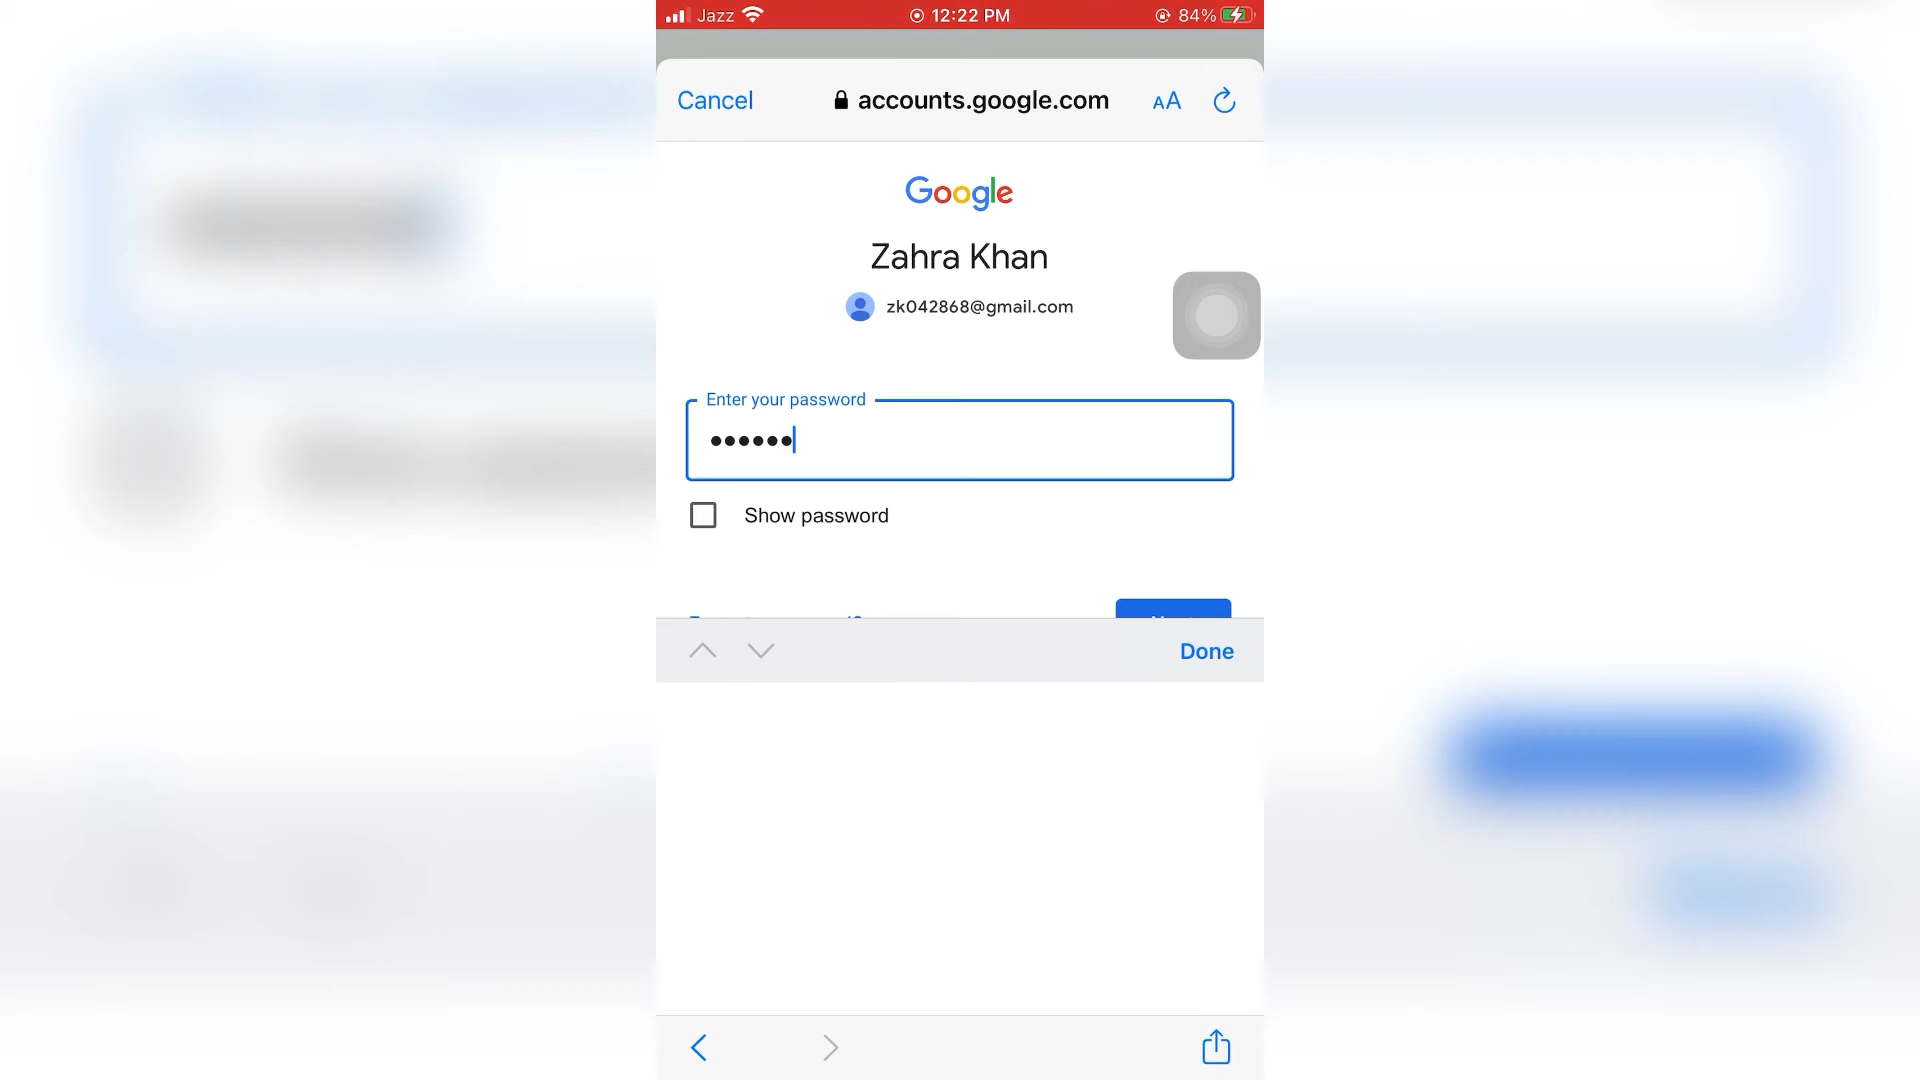 Jazz 12:22 PM 84%
Cancel accounts.google.com AA
Google
Zahra Khan
zk042868@gmail.com
Enter your password
Show password
Done